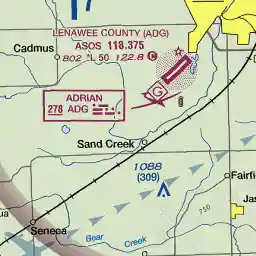 LENAWEE COUNTY (ADG)
ASOS 118.375
802 *L 50 122.8 C
Cadmus
G
ADRIAN
278 ADG
Sand Creek
1088
(309)
Fairfi
750
Jas
Seneca
Bear Creek